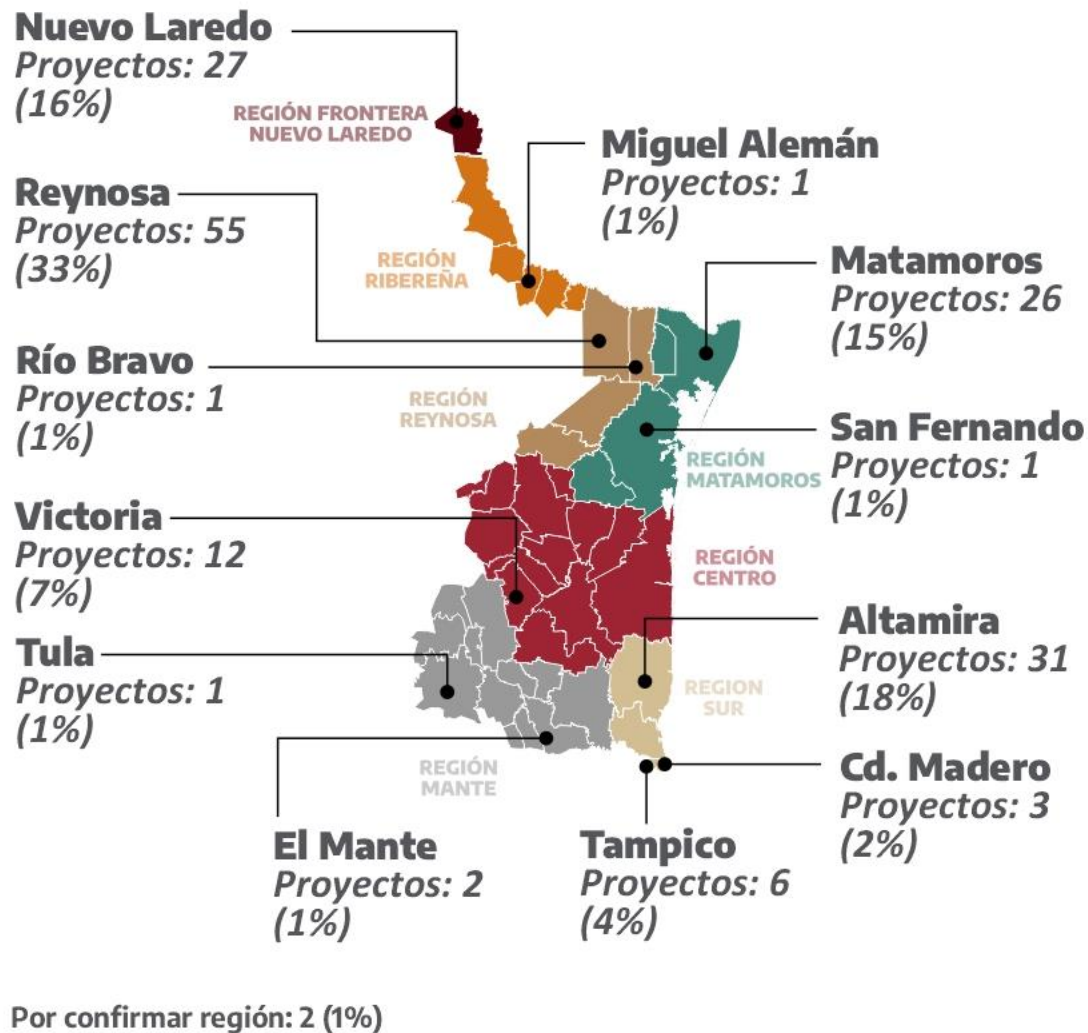 Nuevo Laredo
Proyectos: 27
(16%)
REGIÓN FRONTERA
NUEVO LAREDO
Miguel Alemán
Proyectos: 1
(1%)
Reynosa
Proyectos: 55
(33%)
REGIÓN
RIBEREÑA
Matamoros
Proyectos: 26
(15%)
Río Bravo
Proyectos: 1
(1%)
REGIÓN
REYNOSA
San Fernando
Proyectos: 1
(1%)
REGIÓN
MATAMOROS
Victoria
Proyectos: 12
(7%)
REGIÓN
CENTRO
Altamira
Proyectos: 31
(18%)
Tula
Proyectos: 1
(1%)
REGION
SUR
REGIÓN
MANTE
Cd. Madero
Proyectos: 3
(2%)
El Mante
Proyectos: 2
(1%)
Tampico
Proyectos: 6
(4%)
Por confirmar región: 2 (1%)